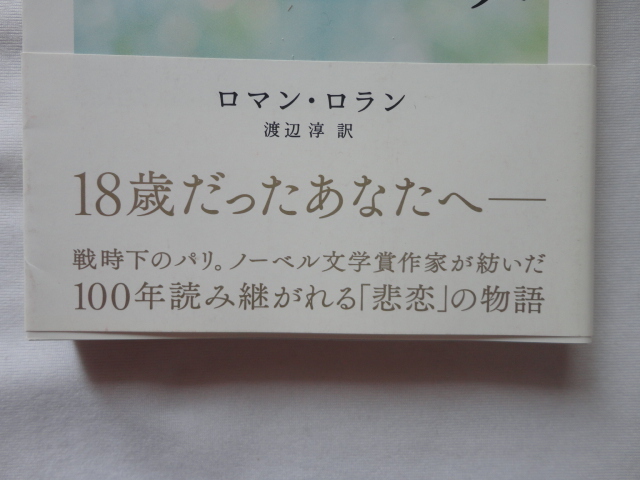 ロマン・ロラン
渡辺淳 訳
18歳だったあなたへ——
戦時下のパリ。ノーベル文学賞作家が紡いだ
100年読み継がれる「悲恋」の物語